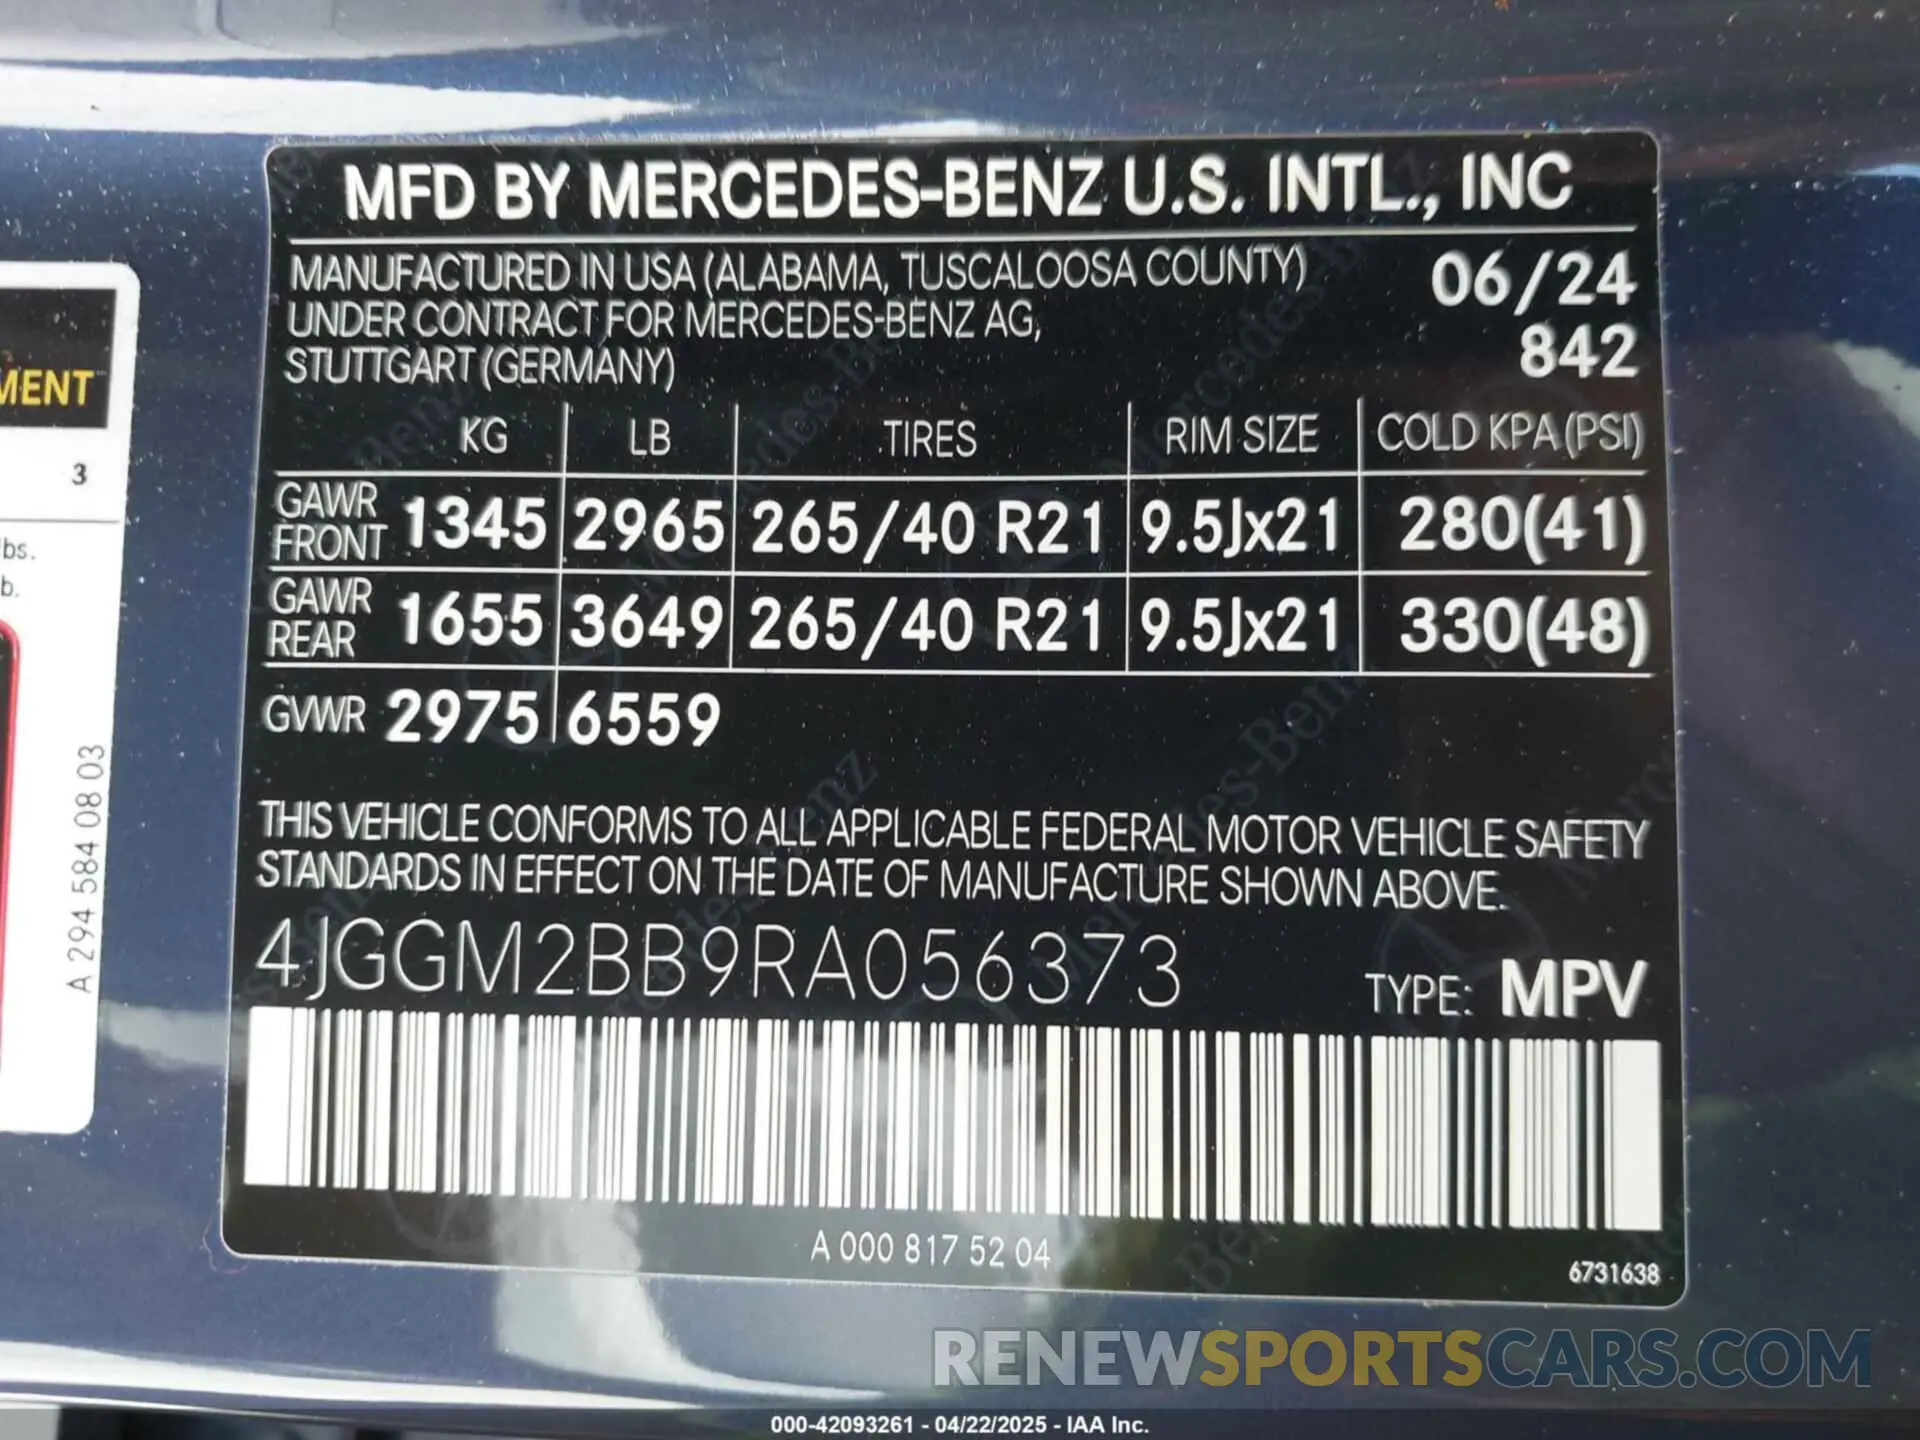 MFD BY MERCEDES-BENZ U.S. INTL., INC
MANUFACTURED IN USA (ALABAMA, TUSCALOOSA COUNTY) 06/24
UNDER CONTRACT FOR MERCEDES-BENZ AG,
842
STUTTGART (GERMANY)
KG LB TIRES RIM SIZE COLD KPA (PSI)
GAWR FRONT 1345 2965 265/40 R21 9.5Jx21 280(41)
GAWR REAR 1655 3649 265/40 R21 9.5Jx21 330(48)
GVWR 2975 6559
THIS VEHICLE CONFORMS TO ALL APPLICABLE FEDERAL MOTOR VEHICLE SAFETY
STANDARDS IN EFFECT ON THE DATE OF MANUFACTURE SHOWN ABOVE.
4JGGM2BB9RA056373 TYPE: MPV
A 000 817 52 04
6731638
3
lbs.
lb.
A 294 584 08 03
RENEWSPORTSCARS.COM
000-42093261 - 04/22/2025 - IAA Inc.